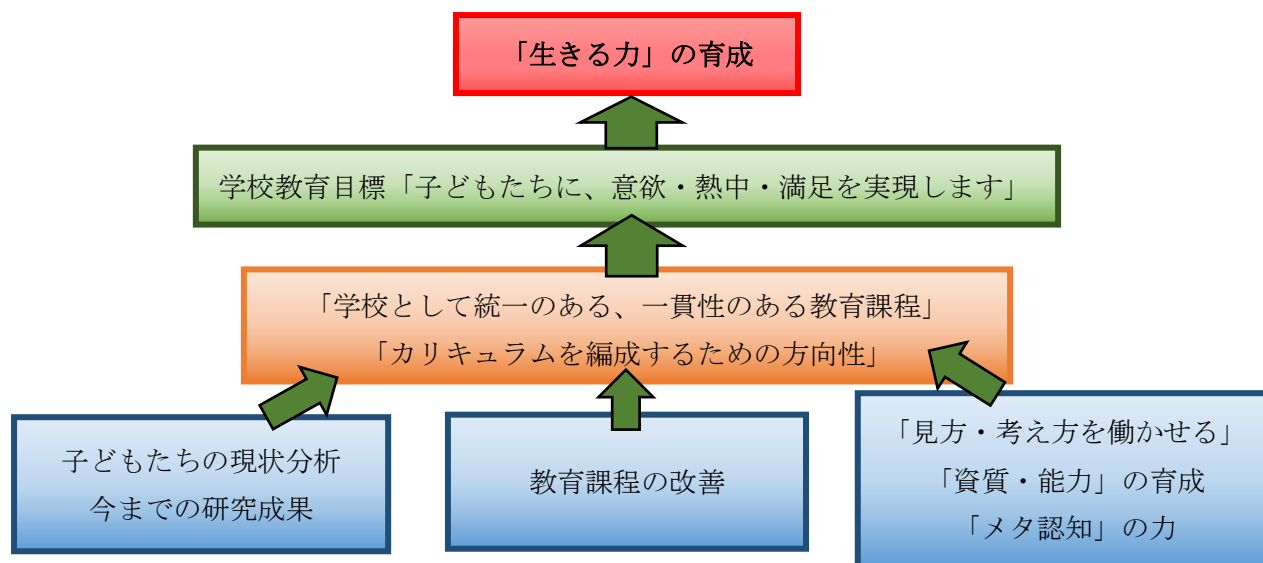 「生きる力」の育成
学校教育目標「子どもたちに、意欲・熱中・満足を実現します」
「学校として統一のある、一貫性のある教育課程」
「カリキュラムを編成するための方向性」
子どもたちの現状分析
今までの研究成果
教育課程の改善
「見方・考え方を働かせる」
「資質・能力」の育成
「メタ認知」の力